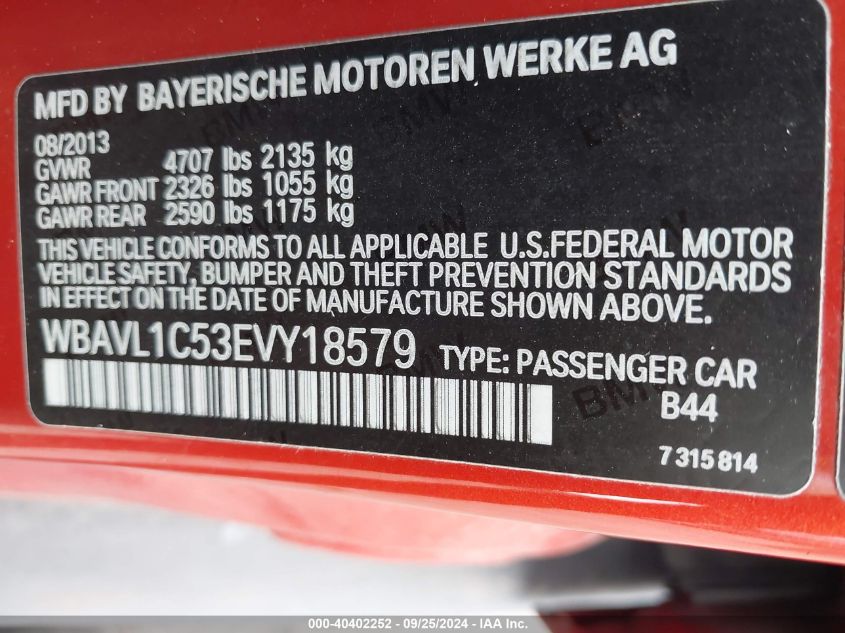 MFD BY BAYERISCHE MOTOREN WERKE AG
08/2013
GVWR 4707 lbs 2135 kg
GAWR FRONT 2326 lbs 1055 kg
GAWR REAR 2590 lbs 1175 kg
THIS VEHICLE CONFORMS TO ALL APPLICABLE U.S.FEDERAL MOTOR
VEHICLE SAFETY, BUMPER AND THEFT PREVENTION STANDARDS
IN EFFECT ON THE DATE OF MANUFACTURE SHOWN ABOVE.
WBAVL1C53EVY18579 TYPE: PASSENGER CAR
B44
7 315 814
000-40402252 - 09/25/2024 - IAA Inc.